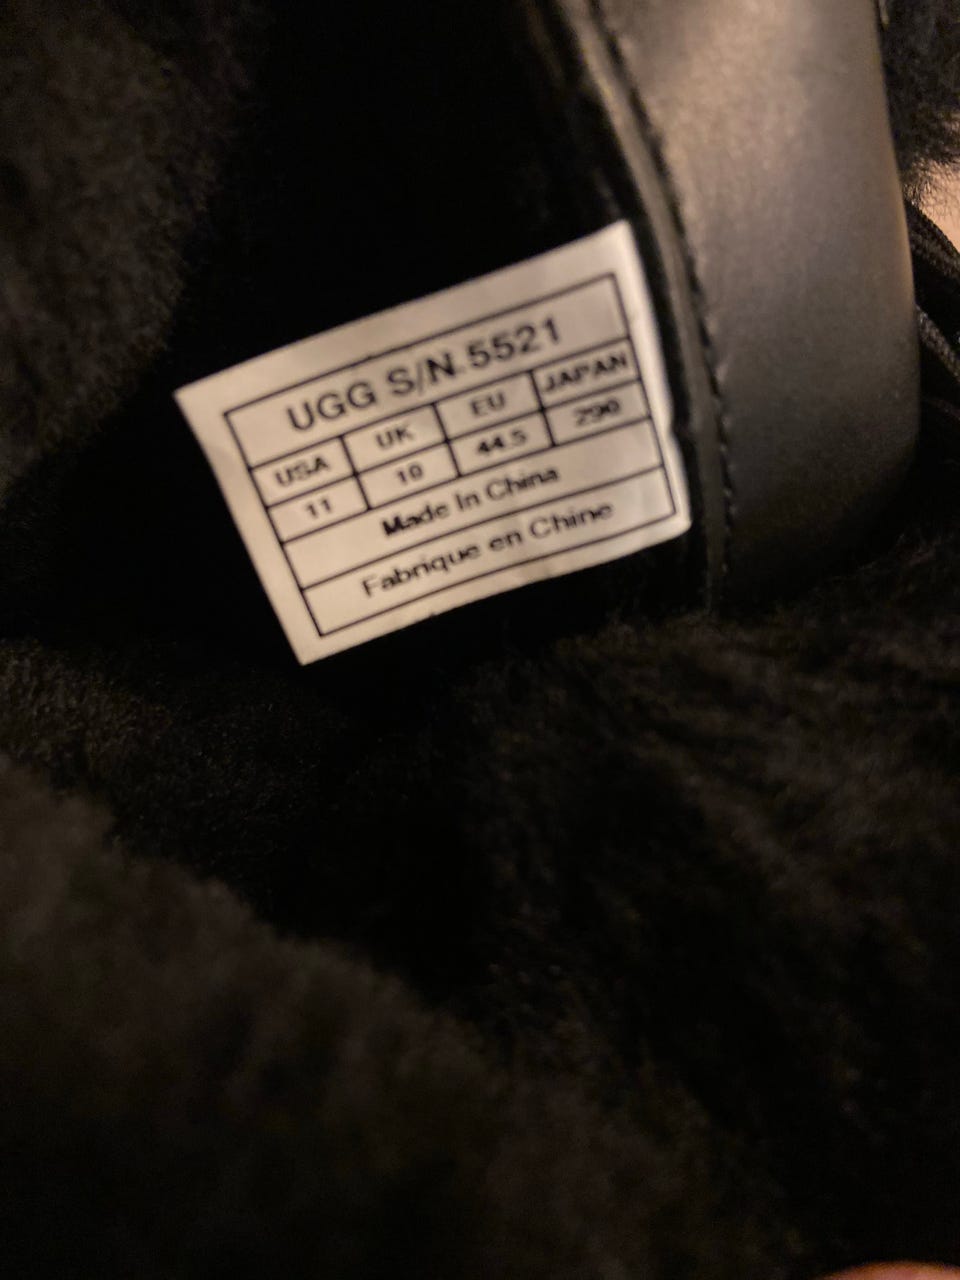 UGG S/N 5521
USA UK EU JAPAN
11 10 44.5 290
Made In China
Fabrique en Chine